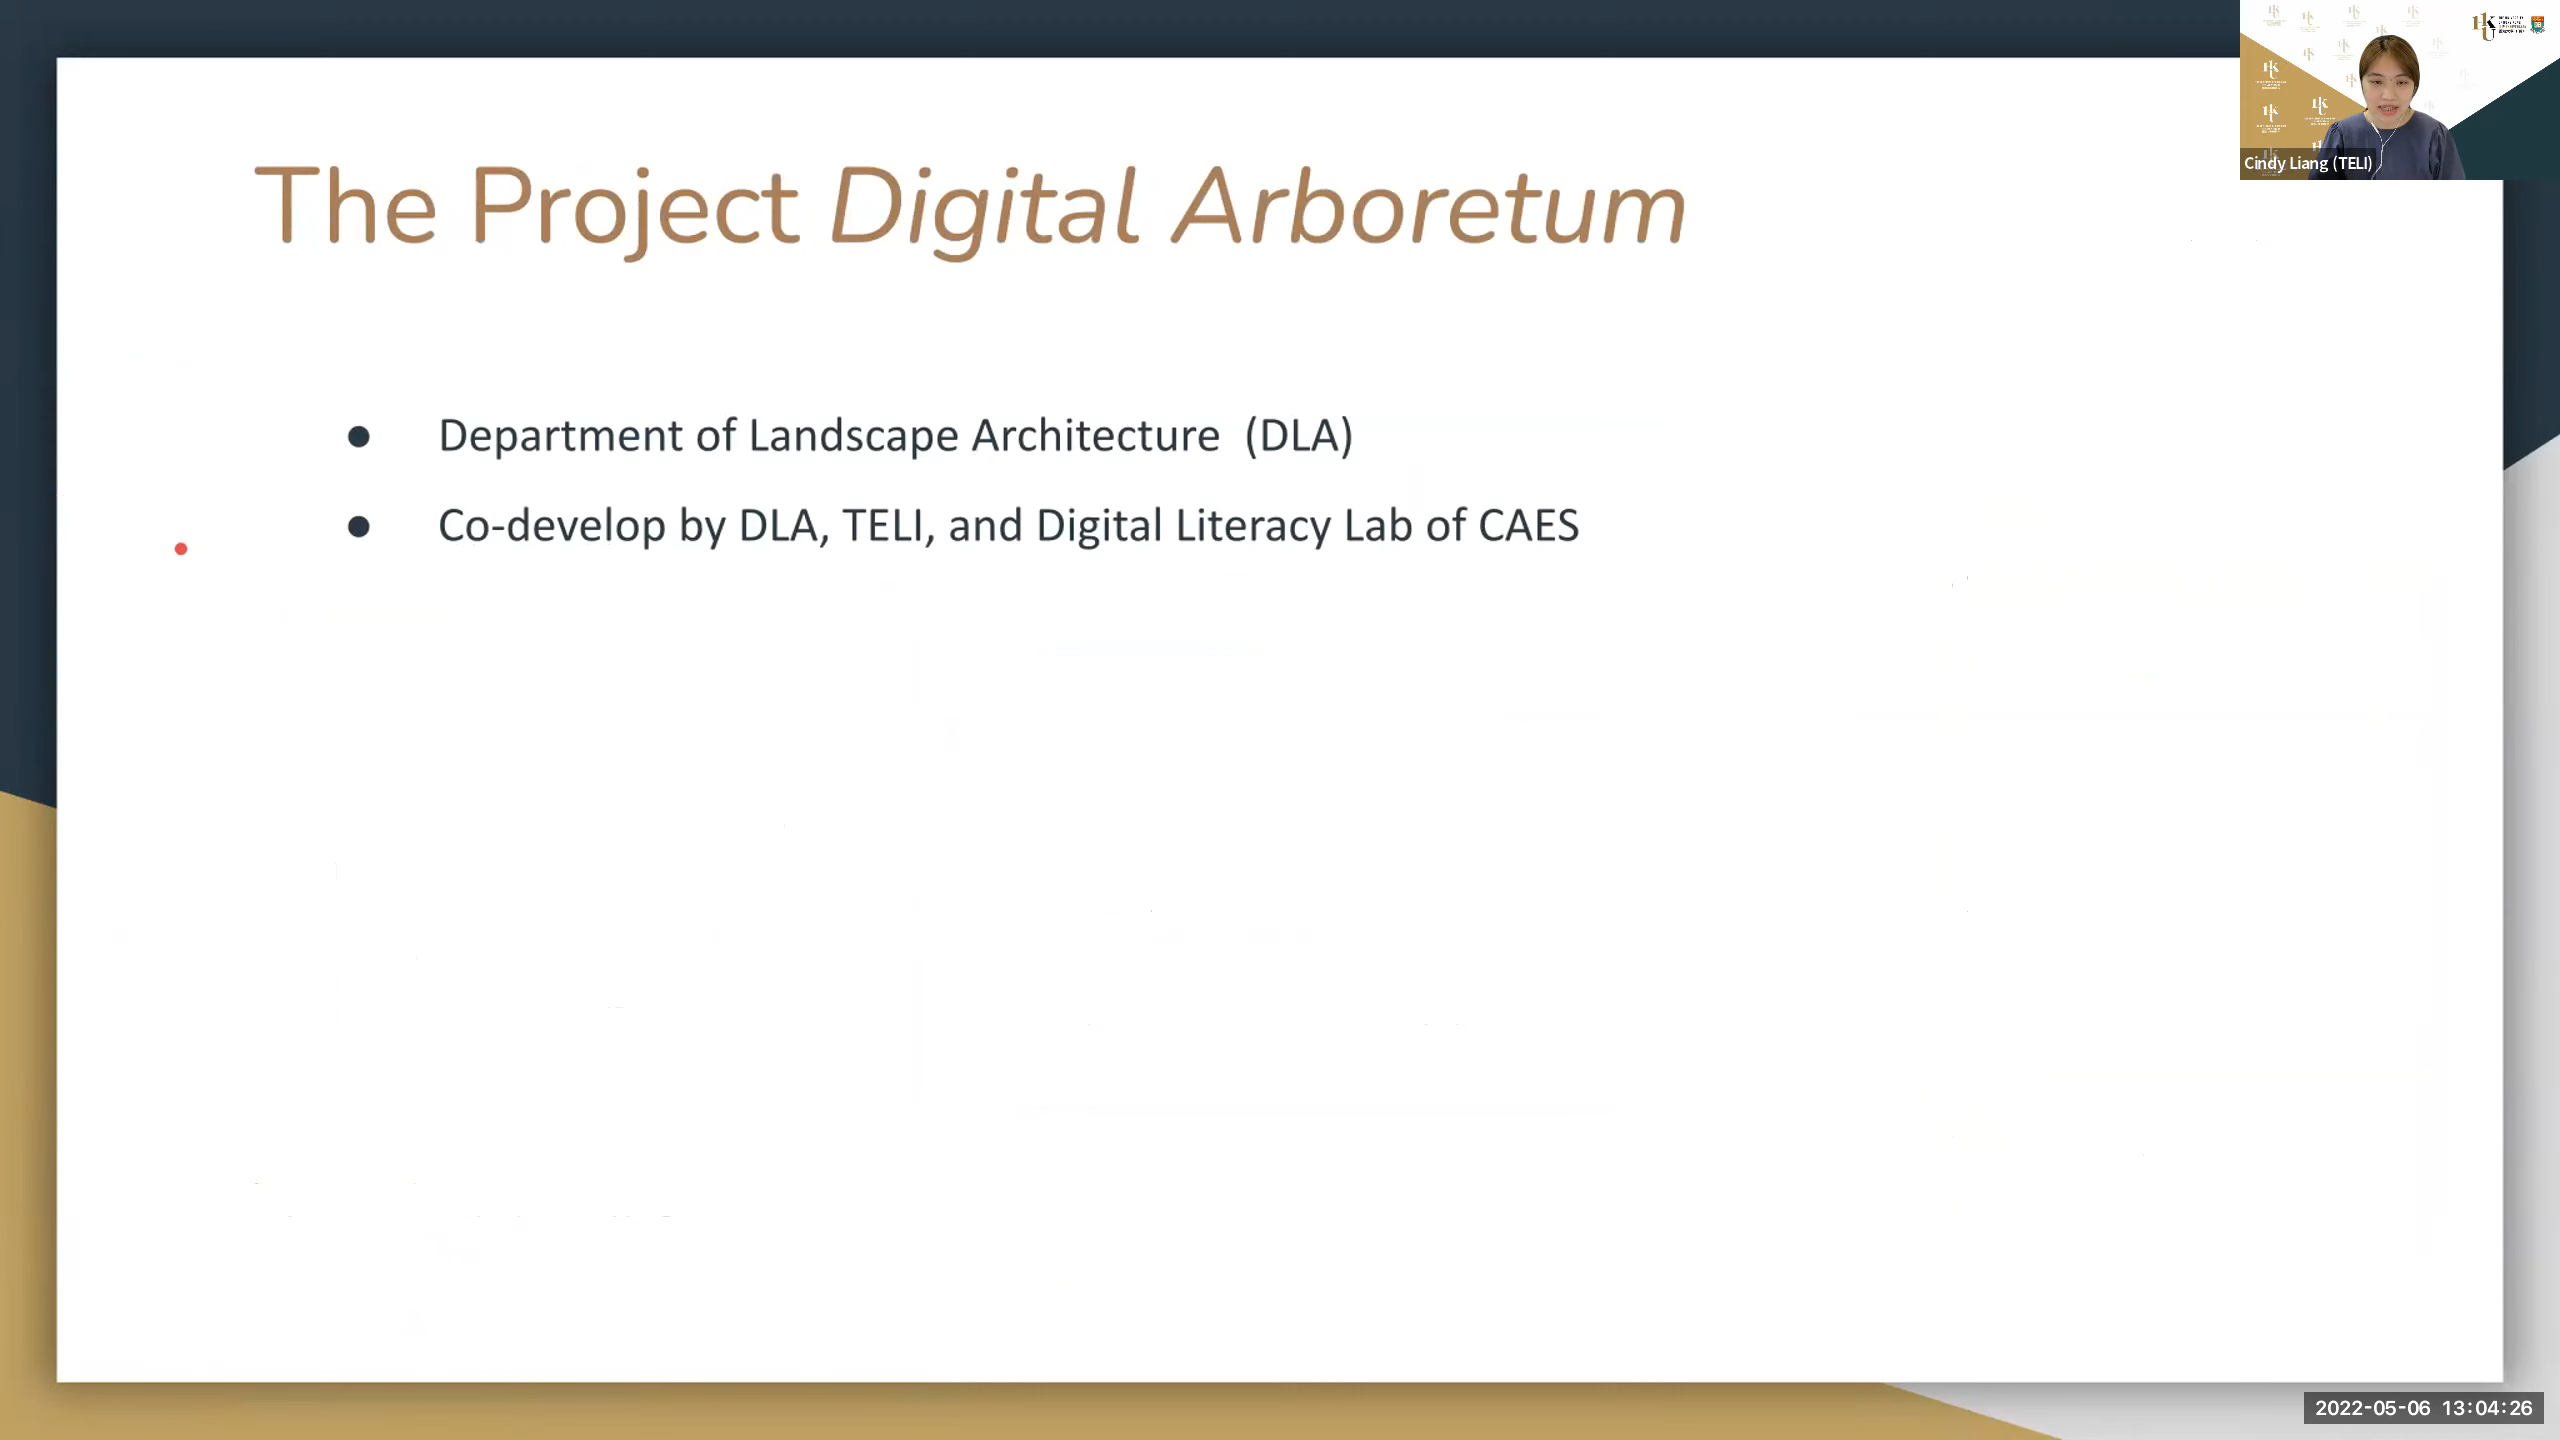 The Project Digital Arboretum
Cindy Liang (TELI)
● Department of Landscape Architecture (DLA)
● Co-develop by DLA, TELI, and Digital Literacy Lab of CAES
2022-05-06 13:04:26